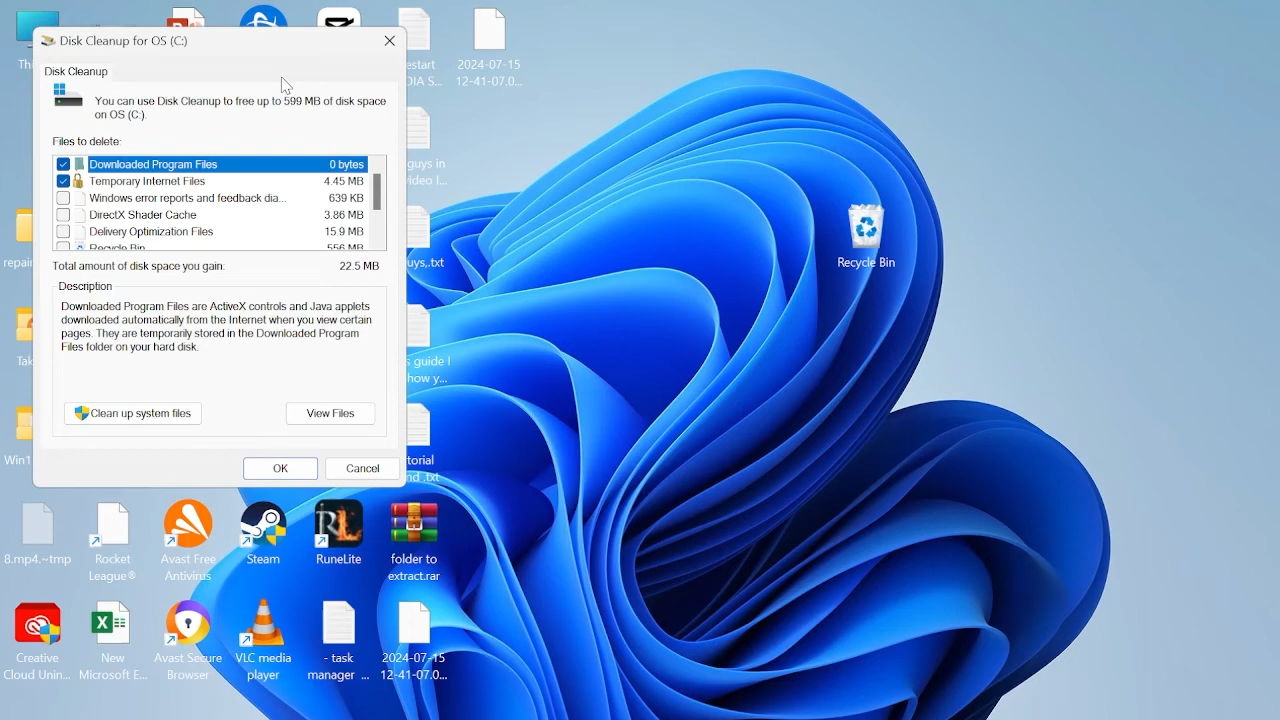 Disk Cleanup for OS (C:)
Disk Cleanup
You can use Disk Cleanup to free up to 599 MB of disk space
on OS (C:).
Files to delete:
Downloaded Program Files 0 bytes
Temporary Internet Files 4.45 MB
Windows error reports and feedback dia... 639 KB
DirectX Shader Cache 3.86 MB
Delivery Optimization Files 15.9 MB
Recycle Bin 556 MB
Total amount of disk space you gain: 22.5 MB
Description
Downloaded Program Files are ActiveX controls and Java applets
downloaded automatically from the Internet when you view certain
pages. They are temporarily stored in the Downloaded Program
Files folder on your hard disk.
Clean up system files
View Files
OK
Cancel
Th
estart
DIA S...
2024-07-15
12-41-07.0...
guys in
video l...
repai
uys,.txt
Recycle Bin
Tak
s guide I
how y...
Win1
torial
nd .txt
8.mp4.~tmp
Rocket
League®
Avast Free
Antivirus
Steam
RL
RuneLite
folder to
extract.rar
Creative
Cloud Unin...
New
Microsoft E...
Avast Secure
Browser
VLC media
player
- task
manager ...
2024-07-15
12-41-07.0...